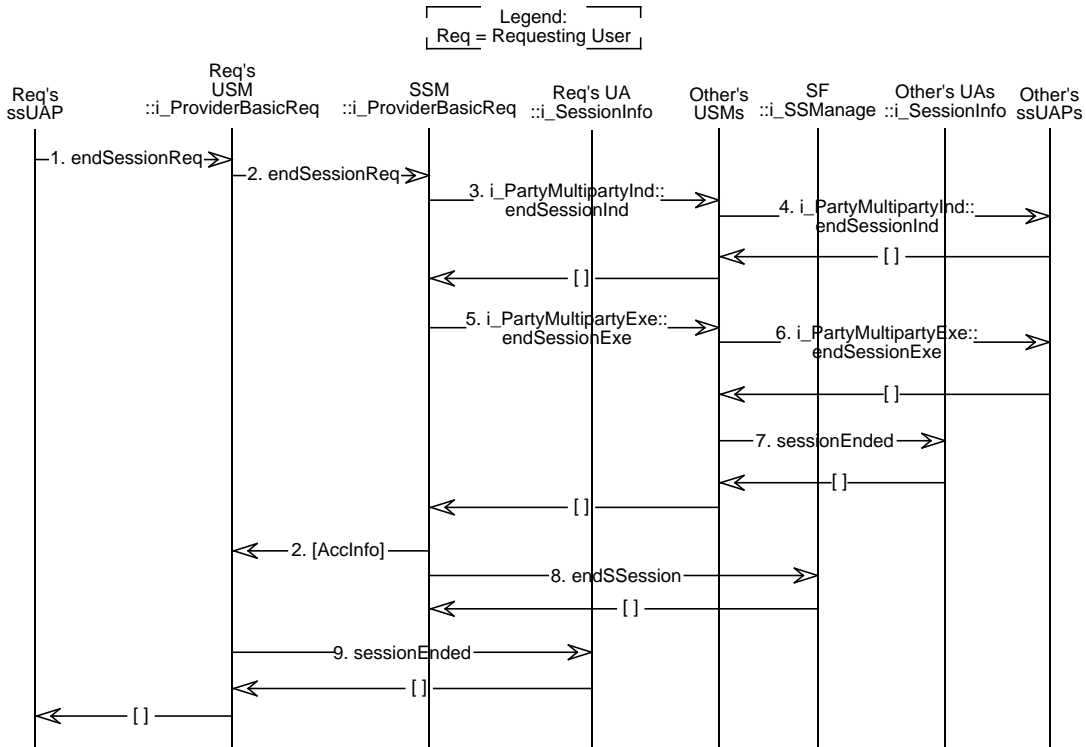 Legend:
Req = Requesting User
Req's
ssUAP
Req's
USM
::i_ProviderBasicReq
SSM
::i_ProviderBasicReq
Req's UA
::i_SessionInfo
Other's
USMs
SF
::i_SSManage
Other's UAs
::i_SessionInfo
Other's
ssUAPs
1. endSessionReq
2. endSessionReq
3. i_PartyMultipartyInd::
endSessionInd
4. i_PartyMultipartyInd::
endSessionInd
[ ]
[ ]
5. i_PartyMultipartyExe::
endSessionExe
6. i_PartyMultipartyExe::
endSessionExe
[ ]
7. sessionEnded
[ ]
[ ]
2. [AccInfo]
8. endSSession
[ ]
9. sessionEnded
[ ]
[ ]